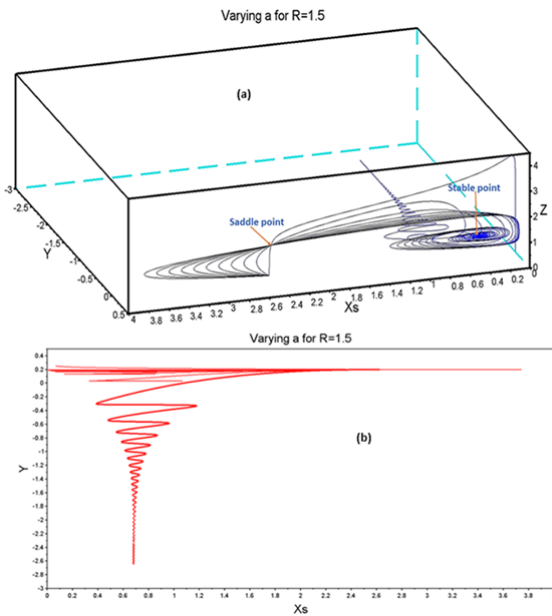 Varying a for R=1.5
(a)
Saddle point
Stable point
Z
4
3
2
1
0
-3
-2.5
-2
-1.5
-1
-0.5
0
0.5
Y
4 3.8 3.6 3.4 3.2 3 2.8 2.6 2.4 2.2 2 1.8 1.6 1.4 1.2 1 0.8 0.6 0.4 0.2 0
Xs
Varying a for R=1.5
(b)
0.4
0.2
0
-0.2
-0.4
-0.6
-0.8
-1
-1.2
-1.4
-1.6
-1.8
-2
-2.2
-2.4
-2.6
-2.8
-3
Y
0 0.2 0.4 0.6 0.8 1 1.2 1.4 1.6 1.8 2 2.2 2.4 2.6 2.8 3 3.2 3.4 3.6 3.8
Xs